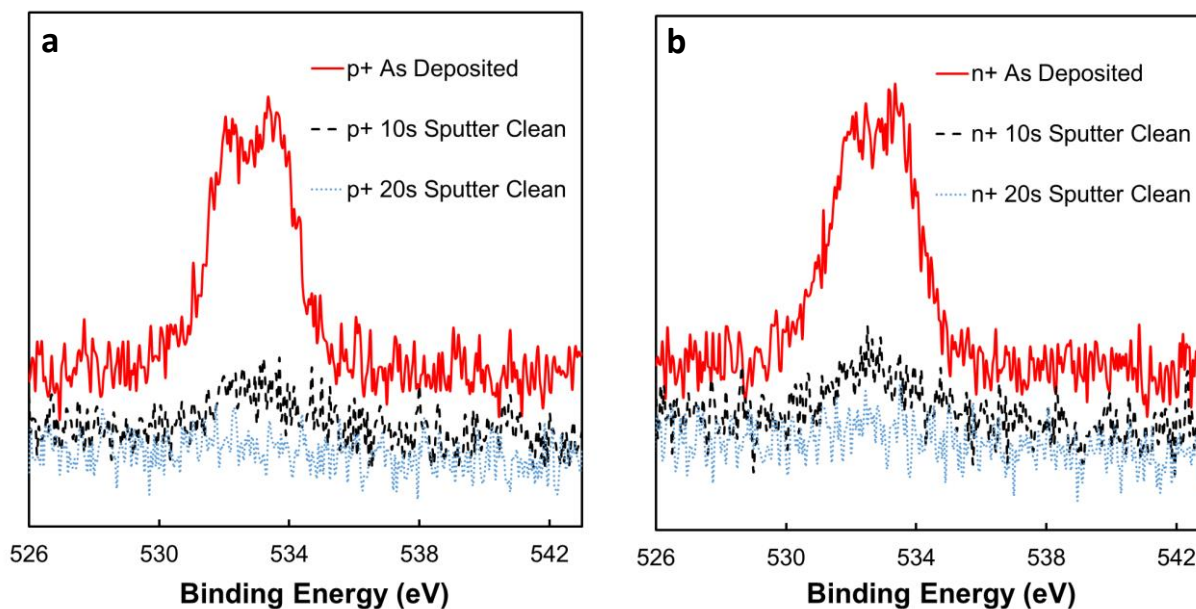 a
p+ As Deposited
p+ 10s Sputter Clean
p+ 20s Sputter Clean
526 530 534 538 542
Binding Energy (eV)
b
n+ As Deposited
n+ 10s Sputter Clean
n+ 20s Sputter Clean
526 530 534 538 542
Binding Energy (eV)